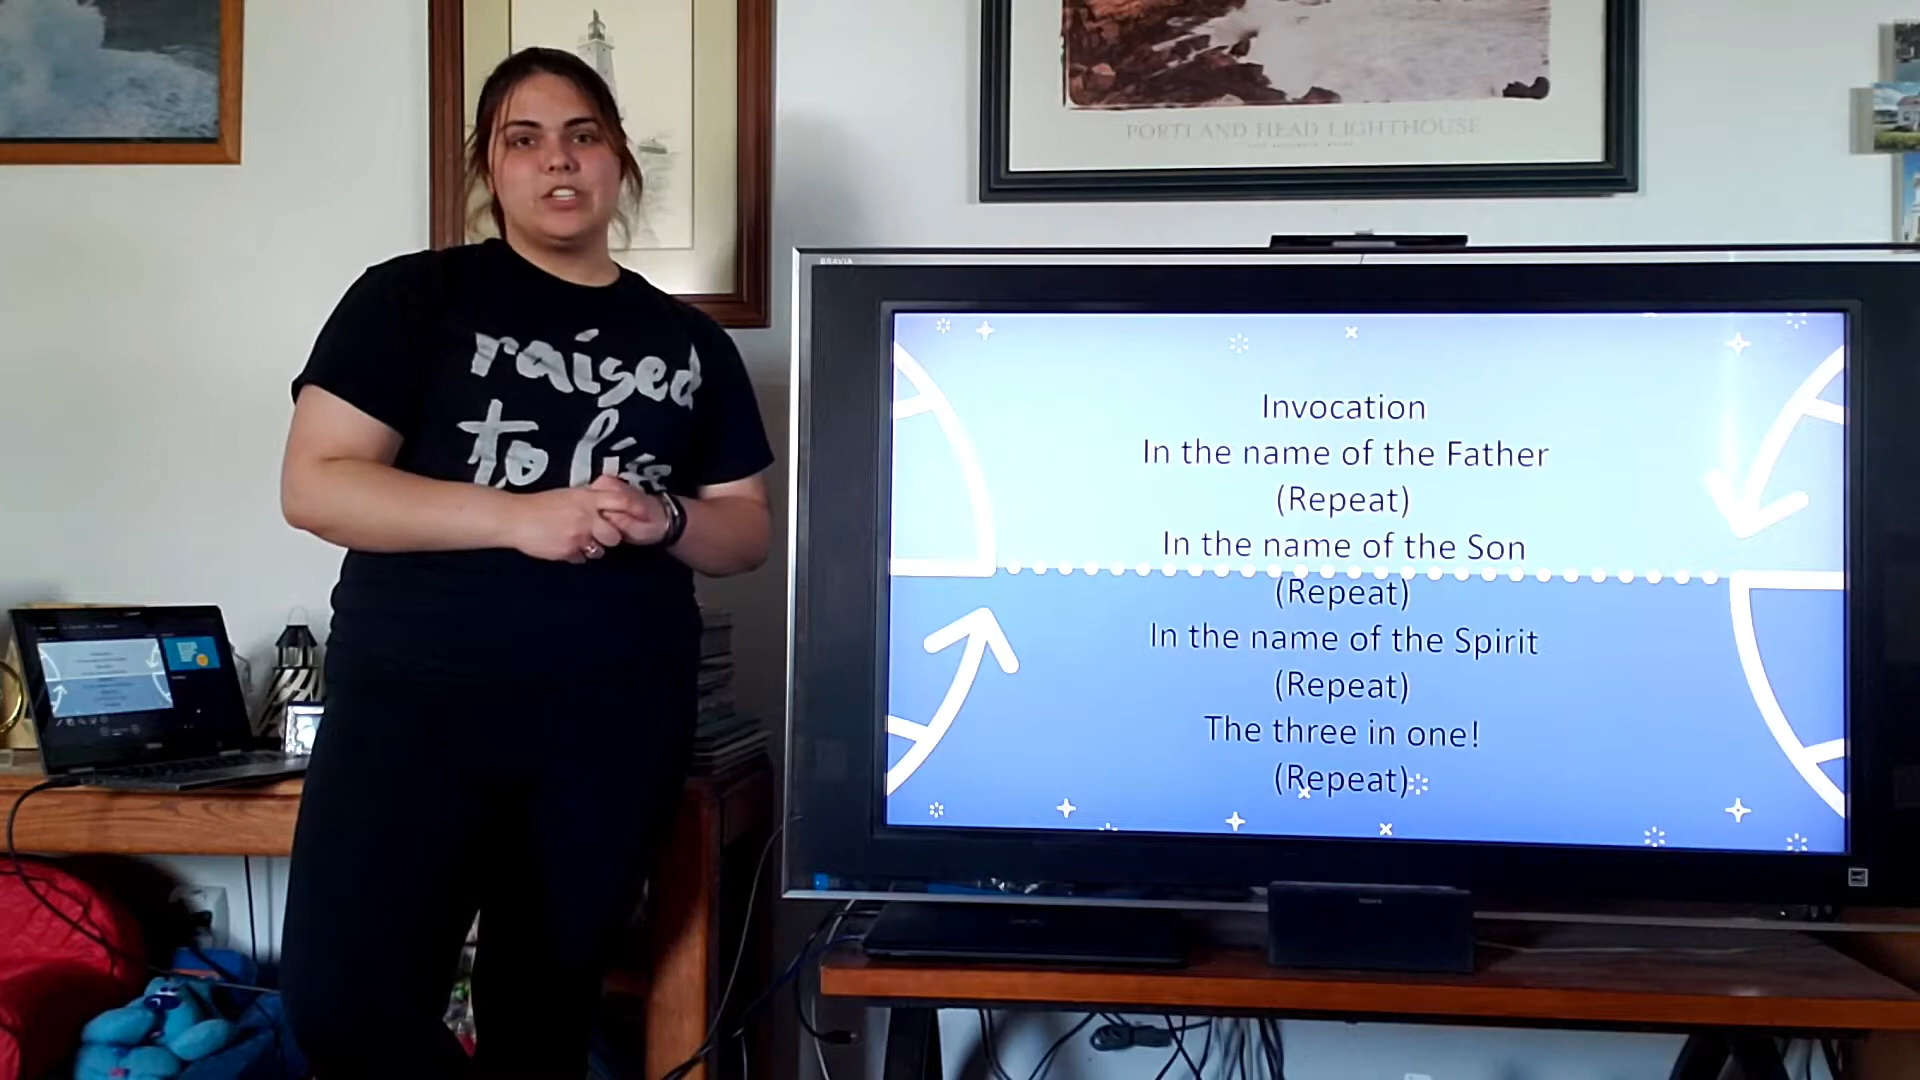 PORTLAND HEAD LIGHTHOUSE
raised
to life
BRAVIA
Invocation
In the name of the Father
(Repeat)
In the name of the Son
(Repeat)
In the name of the Spirit
(Repeat)
The three in one!
(Repeat)